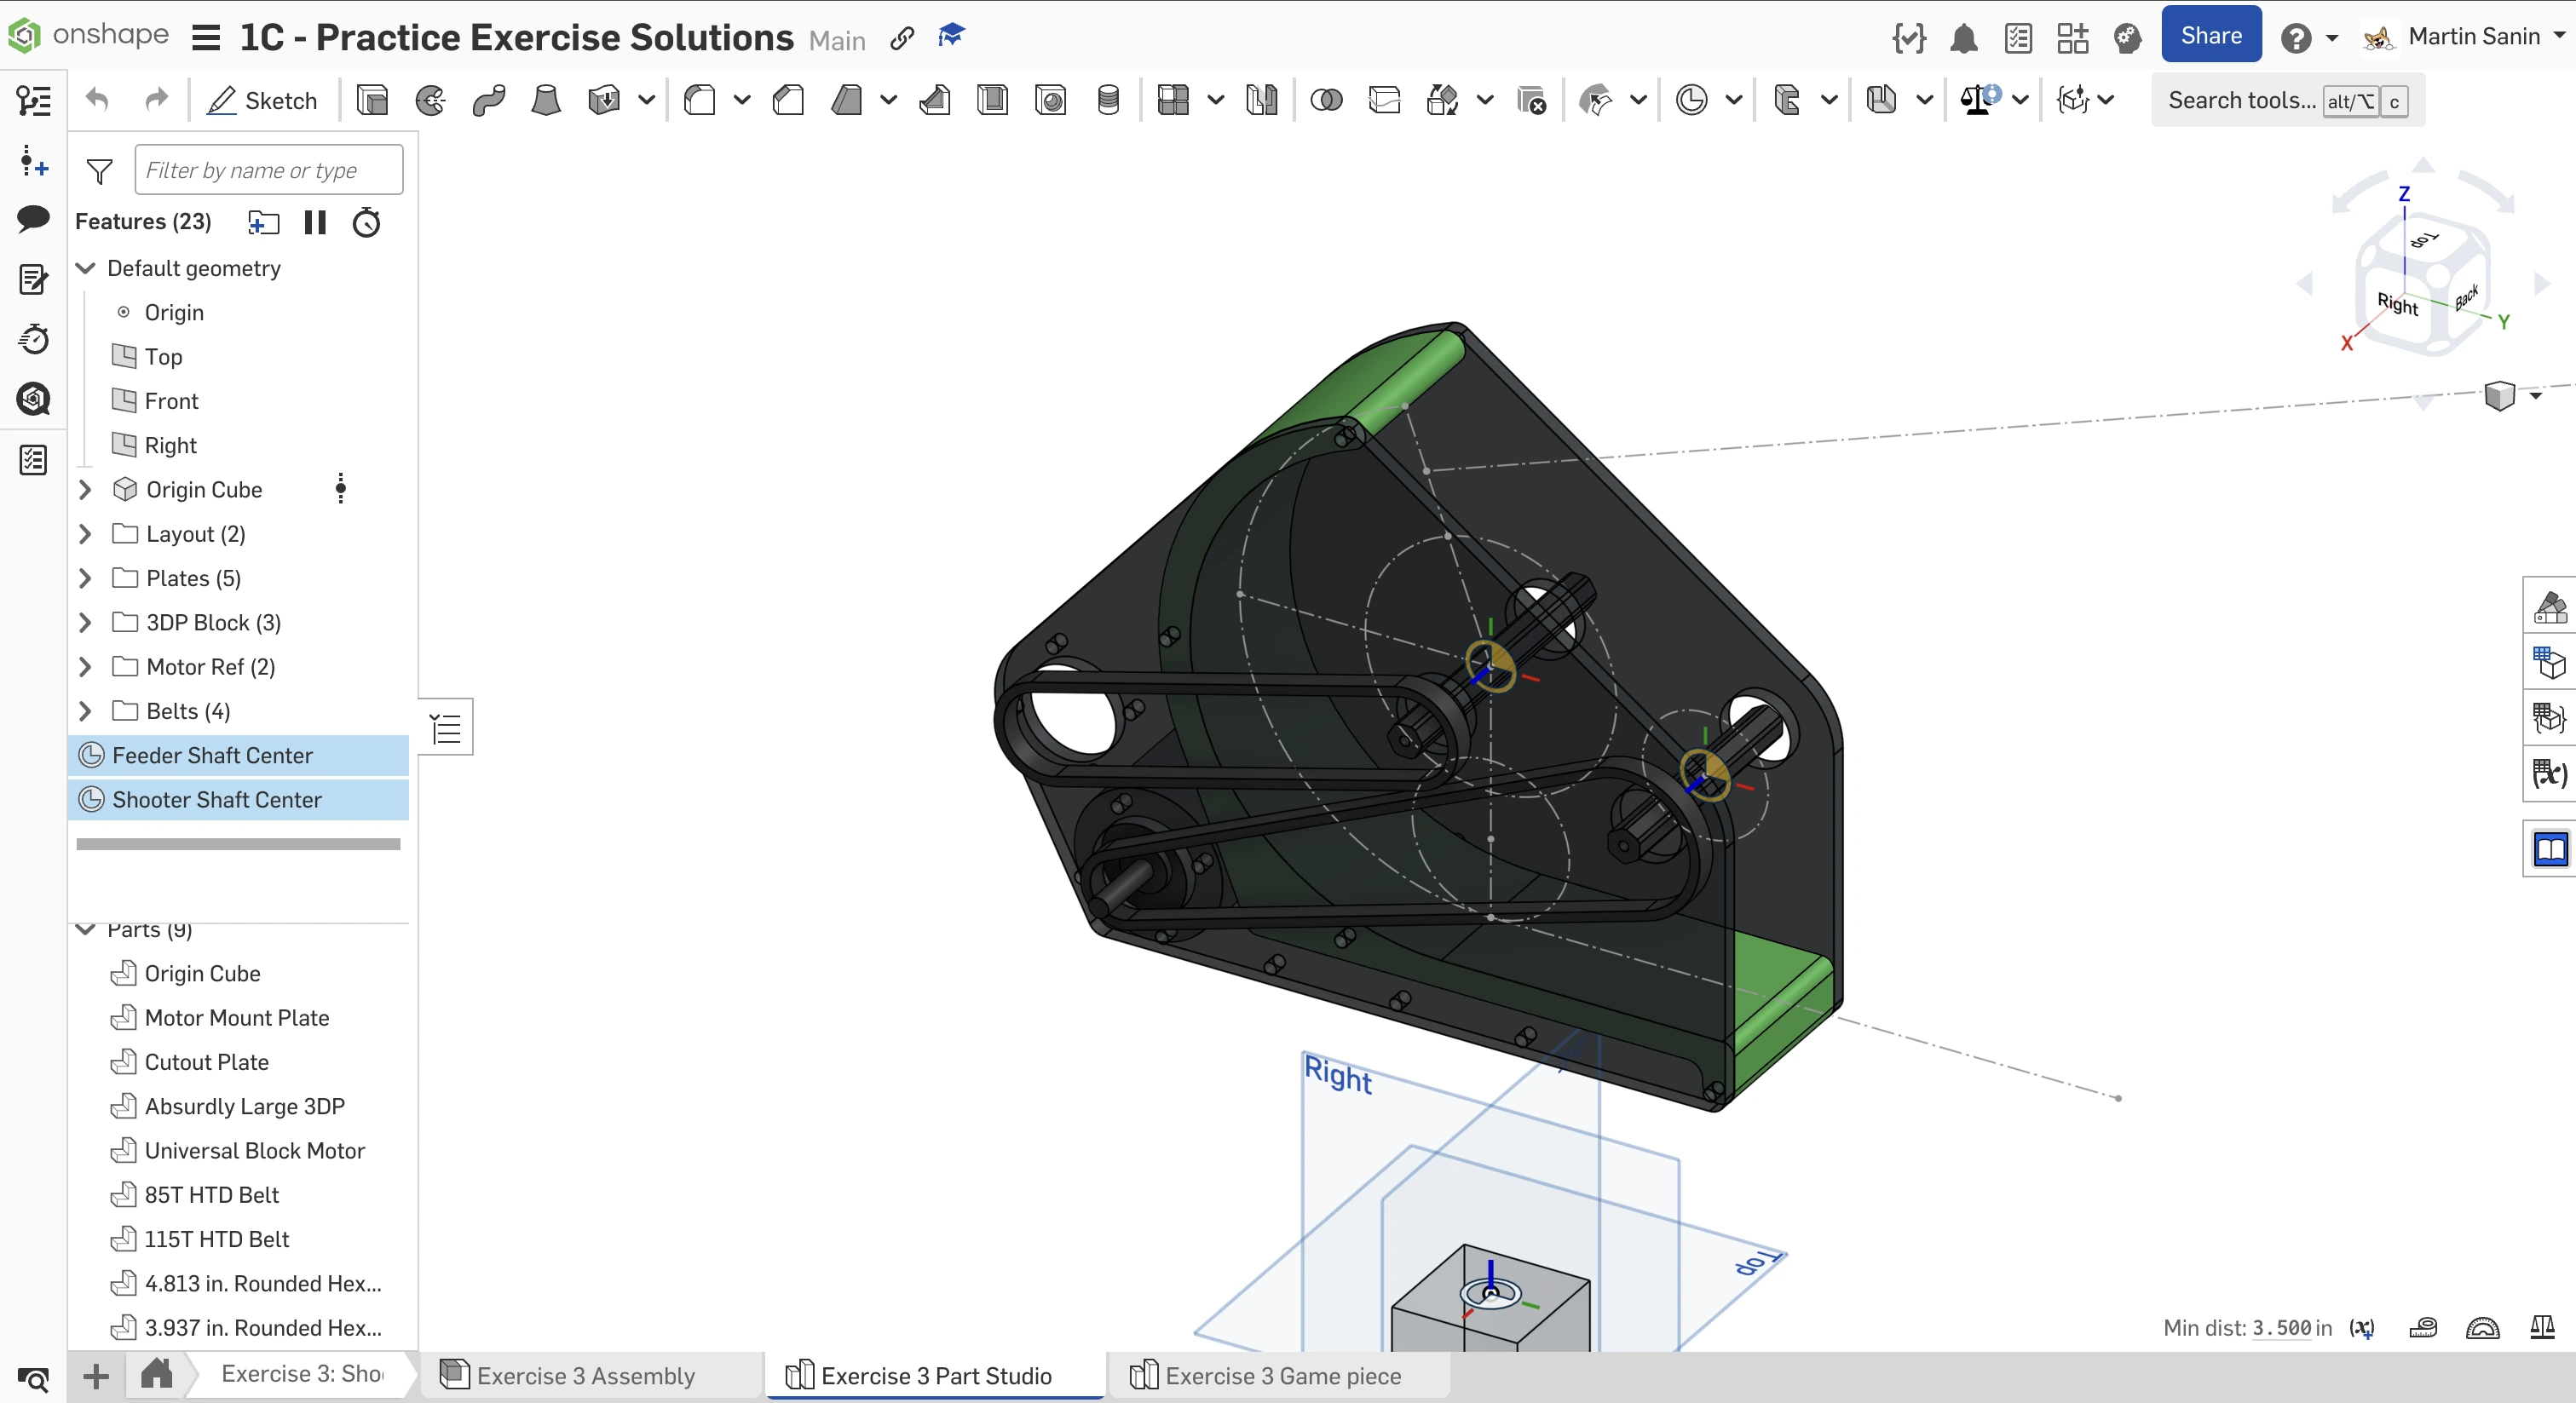 onshape
1C - Practice Exercise Solutions Main
Share
Martin Sanin
Sketch
Search tools... alt/⌥ c
Filter by name or type
Features (23)
Default geometry
Origin
Top
Front
Right
Origin Cube
Layout (2)
Plates (5)
3DP Block (3)
Motor Ref (2)
Belts (4)
Feeder Shaft Center
Shooter Shaft Center
Parts (9)
Origin Cube
Motor Mount Plate
Cutout Plate
Absurdly Large 3DP
Universal Block Motor
85T HTD Belt
115T HTD Belt
4.813 in. Rounded Hex...
3.937 in. Rounded Hex...
Z
Top
Right
Back
X
Y
Right
Top
Min dist: 3.500 in
Exercise 3: Sho
Exercise 3 Assembly
Exercise 3 Part Studio
Exercise 3 Game piece